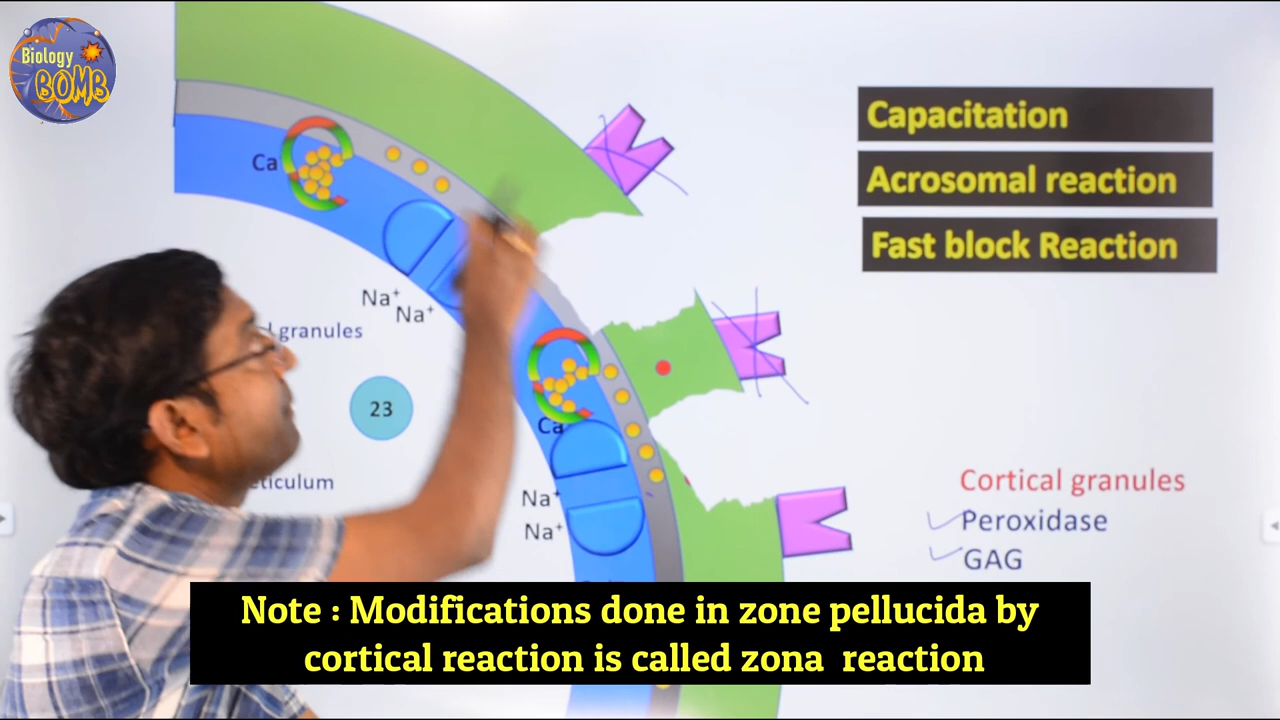 Biology
BOMB
Capacitation
Acrosomal reaction
Fast block Reaction
Ca
Na⁺
Na⁺
granules
23
Ca
Na⁺
Na⁺
Cortical granules
Peroxidase
GAG
Note : Modifications done in zone pellucida by
cortical reaction is called zona reaction